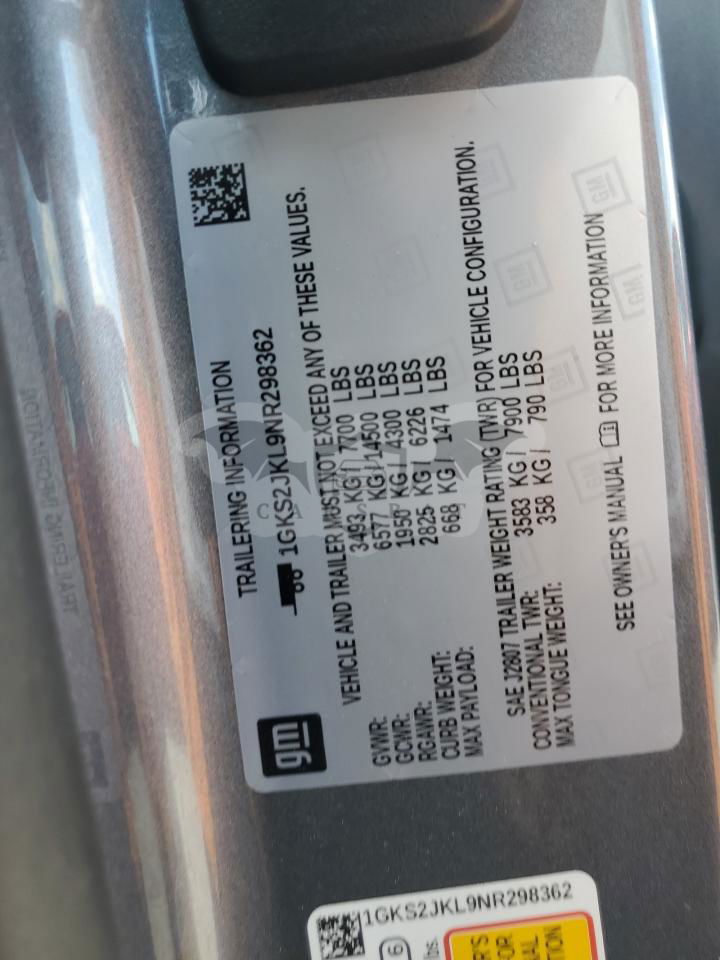 TRAILERING INFORMATION
1GKS2JKL9NR298362
gm
VEHICLE AND TRAILER MUST NOT EXCEED ANY OF THESE VALUES.
GVWR: 3493 KG / 7700 LBS
GCWR: 6577 KG / 14500 LBS
RGAWR: 1950 KG / 4300 LBS
CURB WEIGHT: 2825 KG / 6226 LBS
MAX PAYLOAD: 668 KG / 1474 LBS
SAE J2807 TRAILER WEIGHT RATING (TWR) FOR VEHICLE CONFIGURATION.
CONVENTIONAL TWR: 3583 KG / 7900 LBS
MAX TONGUE WEIGHT: 358 KG / 790 LBS
SEE OWNER'S MANUAL FOR MORE INFORMATION
1GKS2JKL9NR298362
6
lbs.